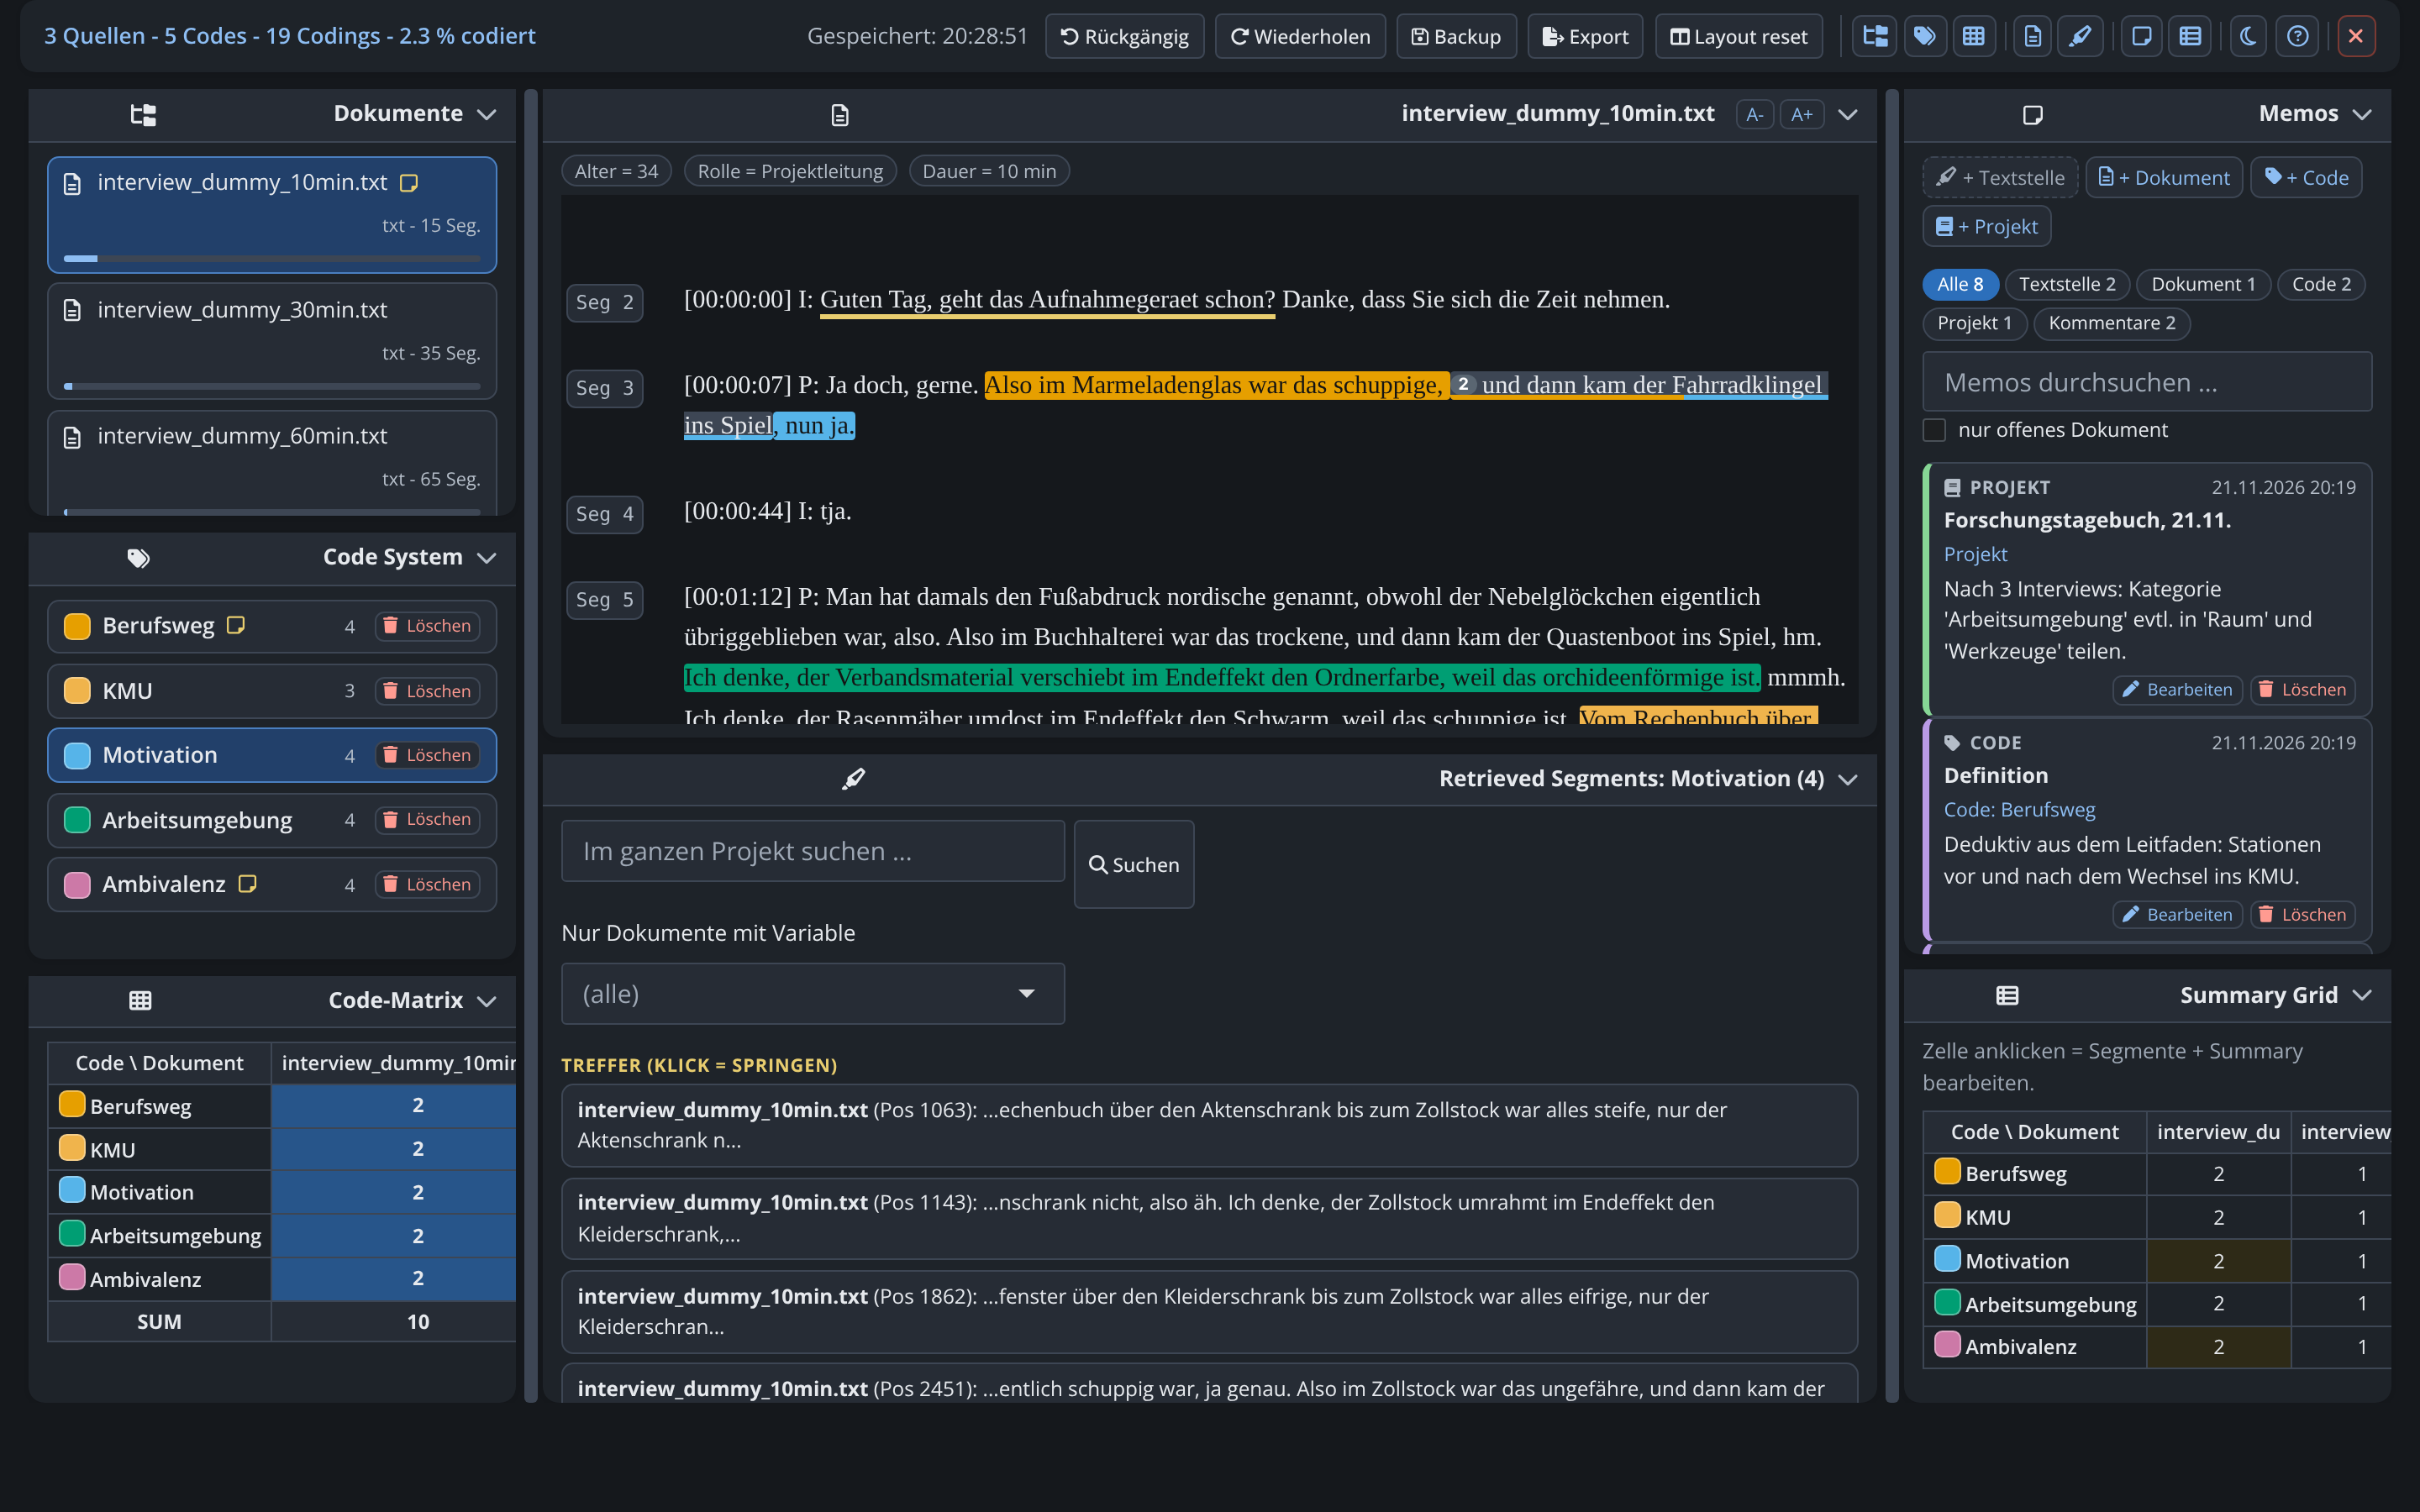 3 Quellen - 5 Codes - 19 Codings - 2.3 % codiert
Gespeichert: 20:28:51
Rückgängig
Wiederholen
Backup
Export
Layout reset
Dokumente
interview_dummy_10min.txt
txt - 15 Seg.
interview_dummy_30min.txt
txt - 35 Seg.
interview_dummy_60min.txt
txt - 65 Seg.
Code System
Berufsweg 4 Löschen
KMU 3 Löschen
Motivation 4 Löschen
Arbeitsumgebung 4 Löschen
Ambivalenz 4 Löschen
Code-Matrix
Code \ Dokument interview_dummy_10min
Berufsweg 2
KMU 2
Motivation 2
Arbeitsumgebung 2
Ambivalenz 2
SUM 10
interview_dummy_10min.txt A- A+
Alter = 34 Rolle = Projektleitung Dauer = 10 min
Seg 2 [00:00:00] I: Guten Tag, geht das Aufnahmegeraet schon? Danke, dass Sie sich die Zeit nehmen.
Seg 3 [00:00:07] P: Ja doch, gerne. Also im Marmeladenglas war das schuppige, 2 und dann kam der Fahrradklingel
ins Spiel, nun ja.
Seg 4 [00:00:44] I: tja.
Seg 5 [00:01:12] P: Man hat damals den Fußabdruck nordische genannt, obwohl der Nebelglöckchen eigentlich
übriggeblieben war, also. Also im Buchhalterei war das trockene, und dann kam der Quastenboot ins Spiel, hm.
Ich denke, der Verbandsmaterial verschiebt im Endeffekt den Ordnerfarbe, weil das orchideenförmige ist. mmmh.
Ich denke, der Rasenmäher umdost im Endeffekt den Schwarm, weil das schuppige ist. Vom Rechenbuch über
Retrieved Segments: Motivation (4)
Im ganzen Projekt suchen ...
Suchen
Nur Dokumente mit Variable
(alle)
TREFFER (KLICK = SPRINGEN)
interview_dummy_10min.txt (Pos 1063): ...echenbuch über den Aktenschrank bis zum Zollstock war alles steife, nur der
Aktenschrank n...
interview_dummy_10min.txt (Pos 1143): ...nschrank nicht, also äh. Ich denke, der Zollstock umrahmt im Endeffekt den
Kleiderschrank,...
interview_dummy_10min.txt (Pos 1862): ...fenster über den Kleiderschrank bis zum Zollstock war alles eifrige, nur der
Kleiderschran...
interview_dummy_10min.txt (Pos 2451): ...entlich schuppig war, ja genau. Also im Zollstock war das ungefähre, und dann kam der
Memos
+ Textstelle + Dokument + Code
+ Projekt
Alle 8 Textstelle 2 Dokument 1 Code 2
Projekt 1 Kommentare 2
Memos durchsuchen ...
nur offenes Dokument
PROJEKT 21.11.2026 20:19
Forschungstagebuch, 21.11.
Projekt
Nach 3 Interviews: Kategorie
'Arbeitsumgebung' evtl. in 'Raum' und
'Werkzeuge' teilen.
Bearbeiten Löschen
CODE 21.11.2026 20:19
Definition
Code: Berufsweg
Deduktiv aus dem Leitfaden: Stationen
vor und nach dem Wechsel ins KMU.
Bearbeiten Löschen
Summary Grid
Zelle anklicken = Segmente + Summary
bearbeiten.
Code \ Dokument interview_du interview
Berufsweg 2 1
KMU 2 1
Motivation 2 1
Arbeitsumgebung 2 1
Ambivalenz 2 1